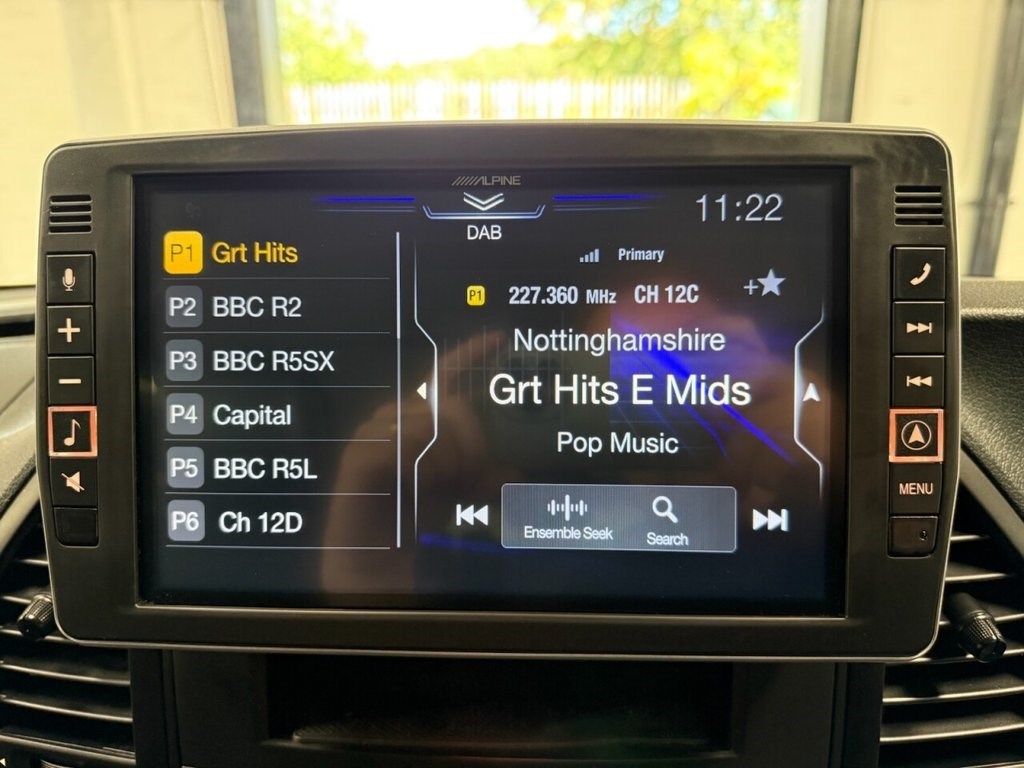 ALPINE
DAB
11:22
P1 Grt Hits
P2 BBC R2
P3 BBC R5SX
P4 Capital
P5 BBC R5L
P6 Ch 12D
Primary
P1 227.360 MHz CH 12C
Nottinghamshire
Grt Hits E Mids
Pop Music
Ensemble Seek
Search
MENU